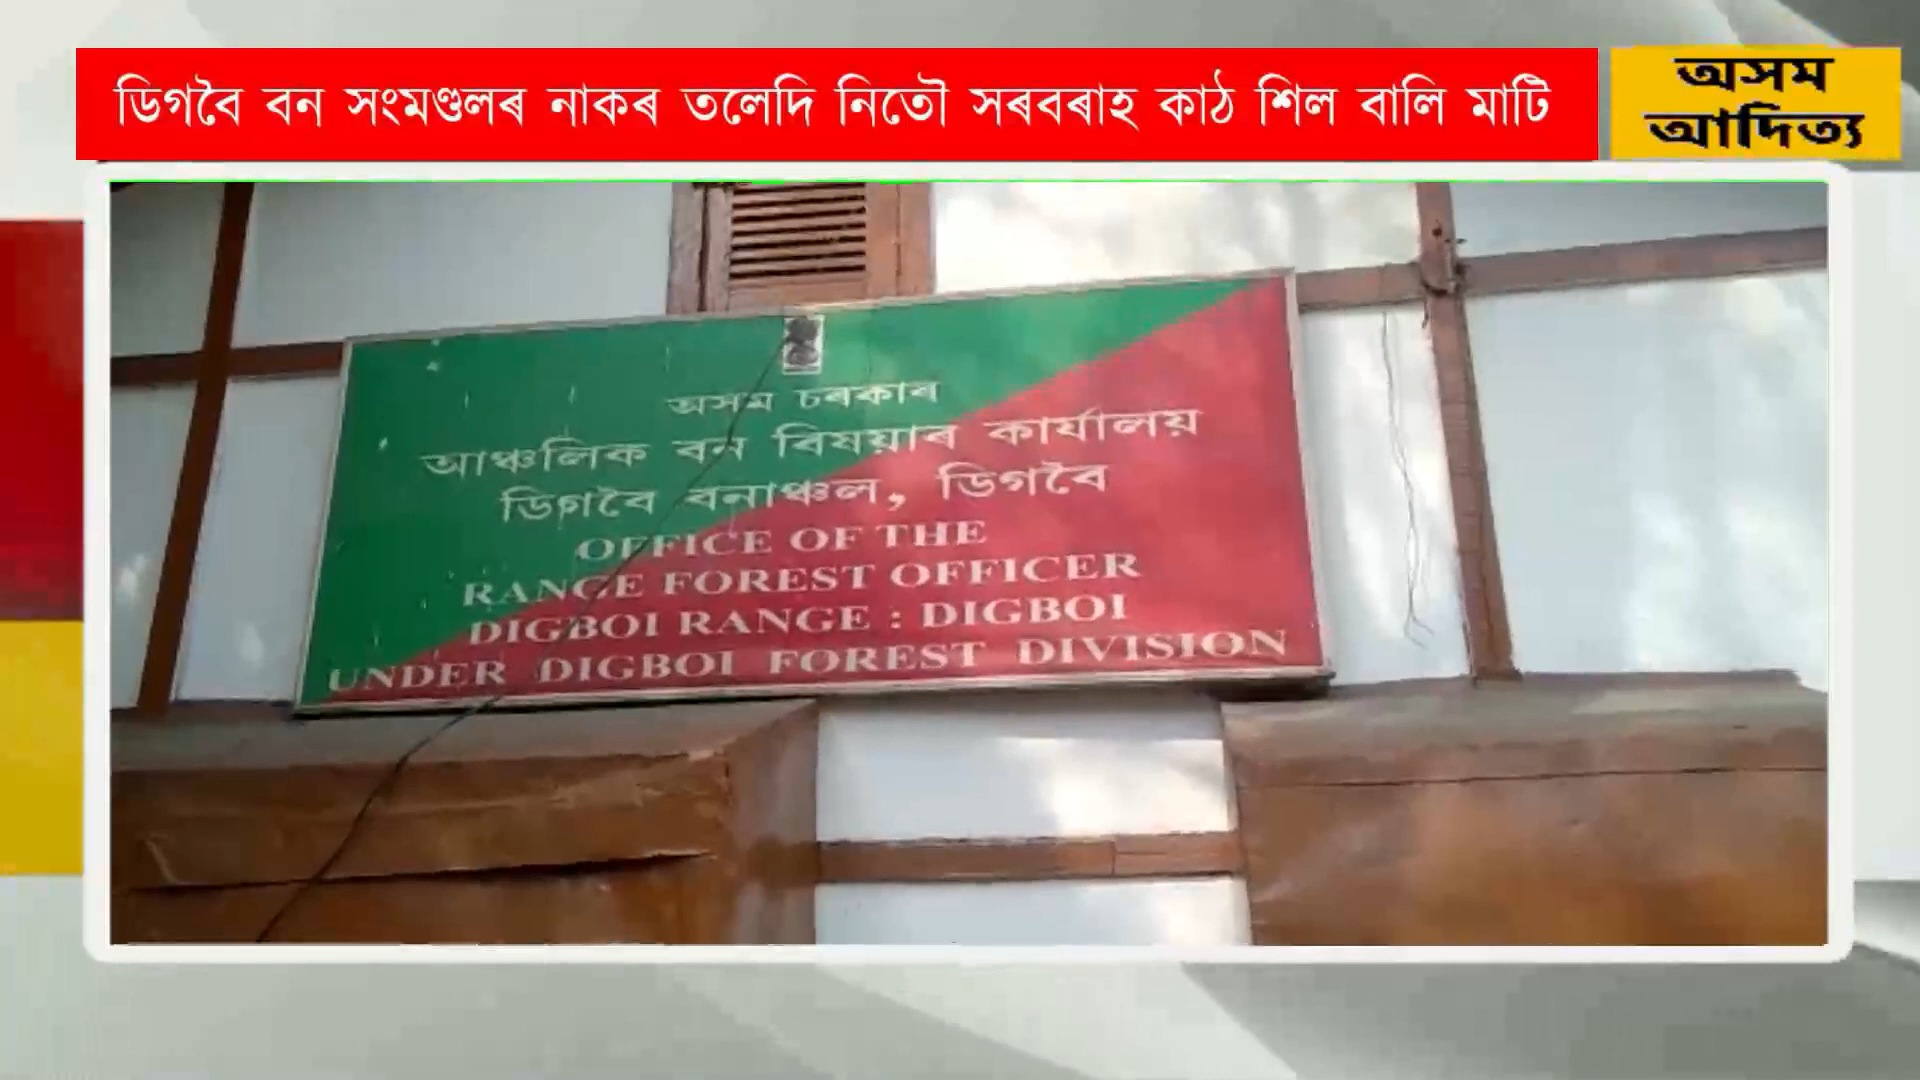 ডিগবৈ বন সংমণ্ডলৰ নাকৰ তলেদি নিতৌ সৰবৰাহ কাঠ শিল বালি মাটি
অসম
আদিত্য
অসম চৰকাৰ
আঞ্চলিক বন বিষয়াৰ কাৰ্যালয়
ডিগবৈ বনাঞ্চল, ডিগবৈ
OFFICE OF THE
RANGE FOREST OFFICER
DIGBOI RANGE : DIGBOI
UNDER DIGBOI FOREST DIVISION